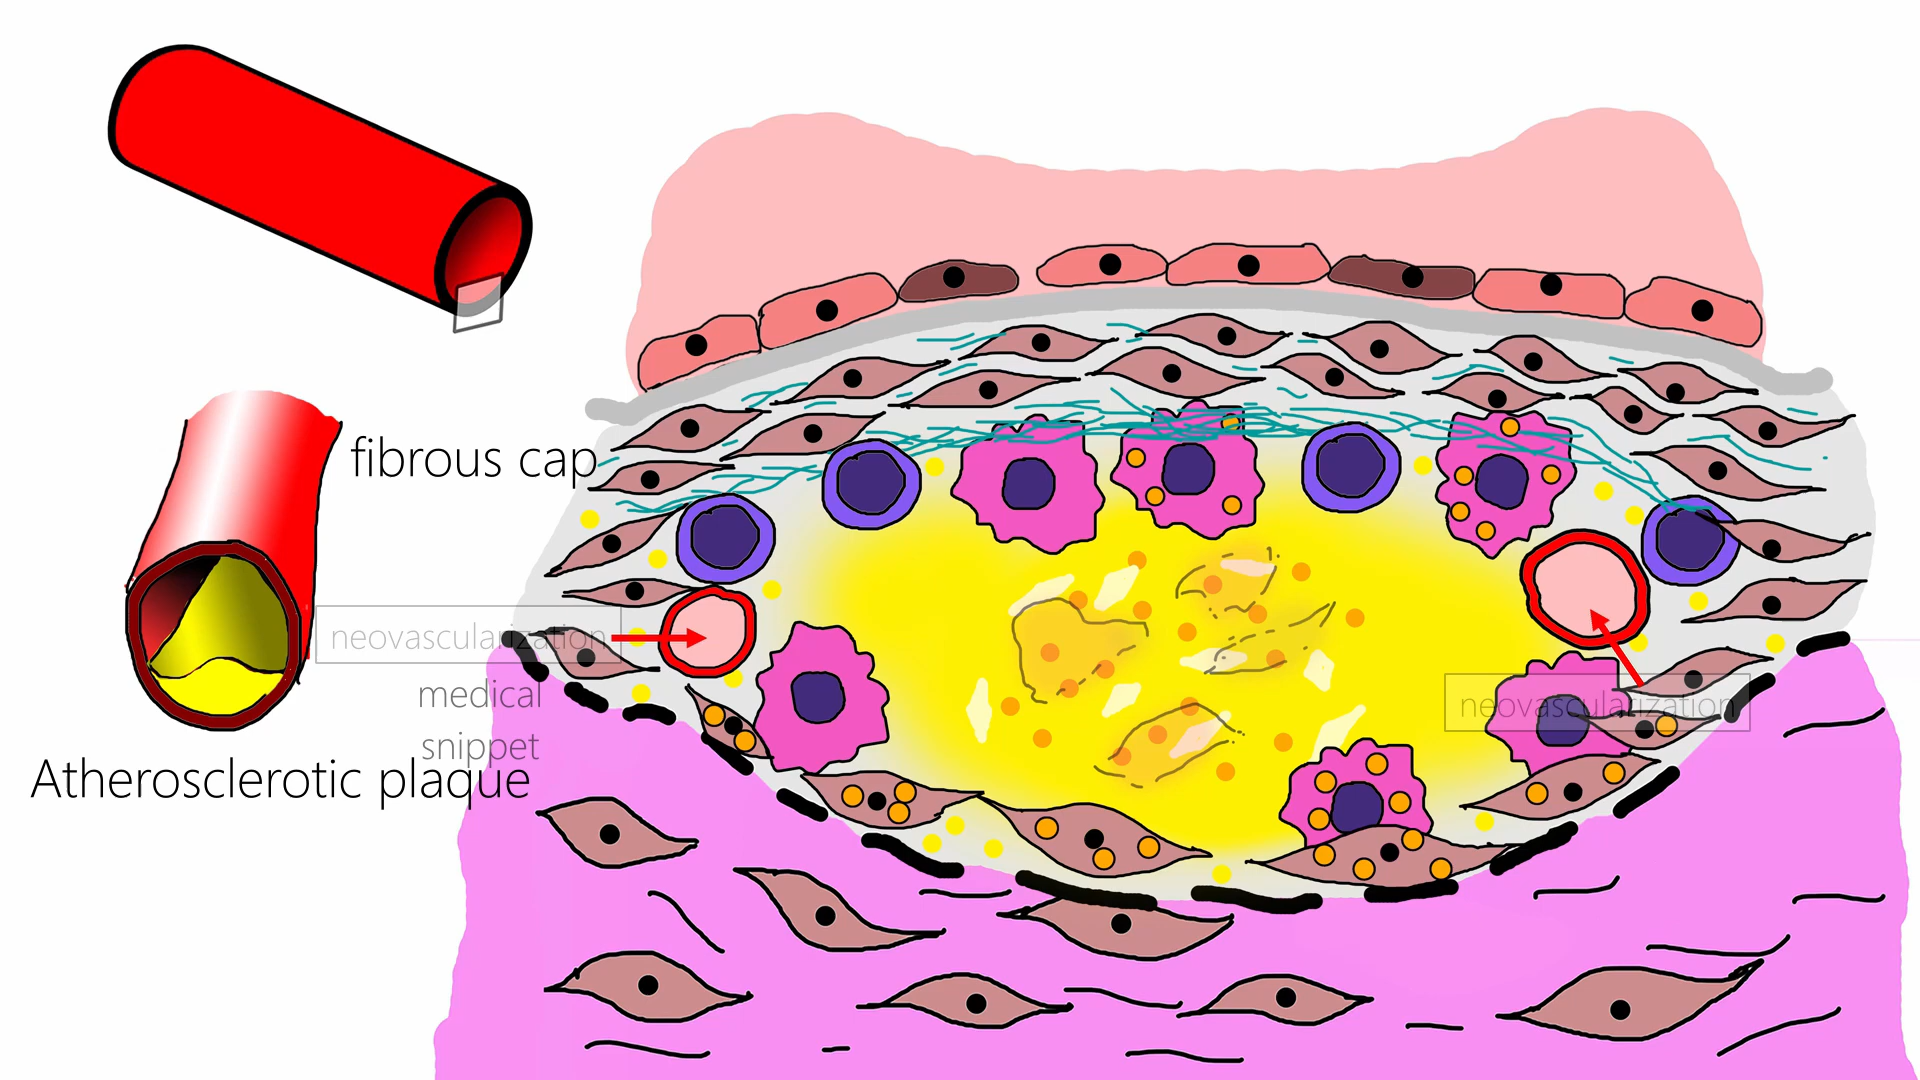 fibrous cap
neovascularization
medical
snippet
Atherosclerotic plaque
neovascularization